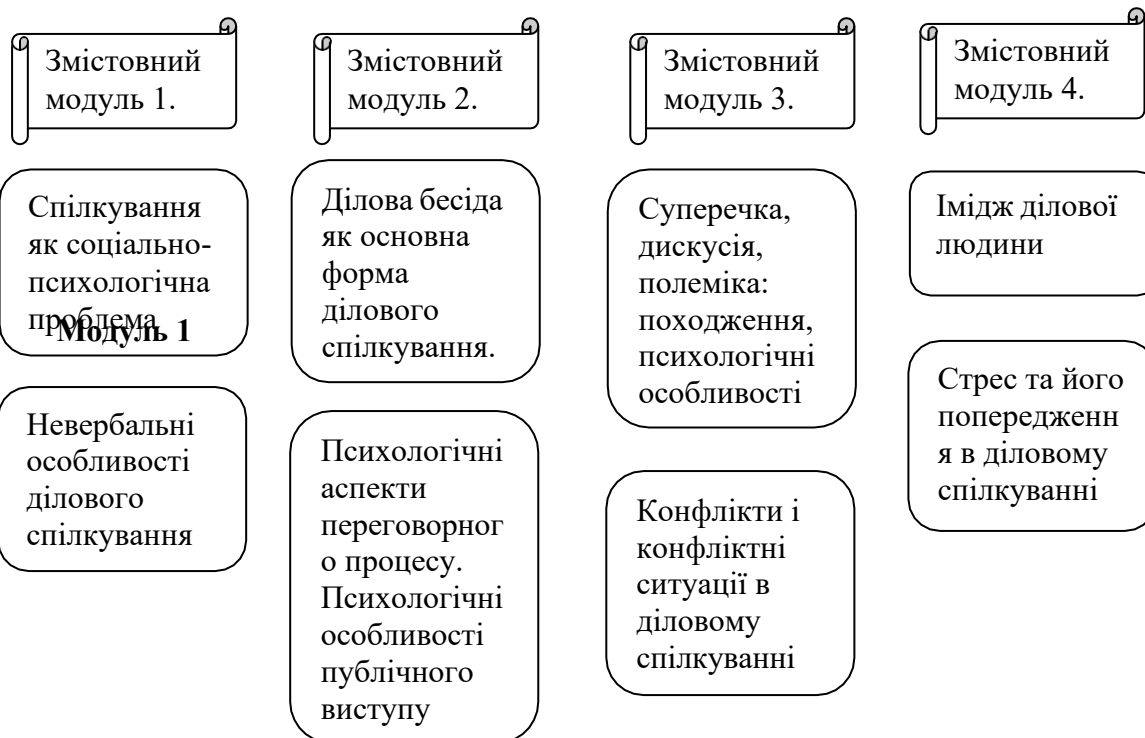 Змістовний
модуль 1.
Спілкування
як соціально-
психологічна
проблема
Модуль 1
Невербальні
особливості
ділового
спілкування
Змістовний
модуль 2.
Ділова бесіда
як основна
форма
ділового
спілкування.
Психологічні
аспекти
переговорног
о процесу.
Психологічні
особливості
публічного
виступу
Змістовний
модуль 3.
Суперечка,
дискусія,
полеміка:
походження,
психологічні
особливості
Конфлікти і
конфліктні
ситуації в
діловому
спілкуванні
Змістовний
модуль 4.
Імідж ділової
людини
Стрес та його
попередженн
я в діловому
спілкуванні